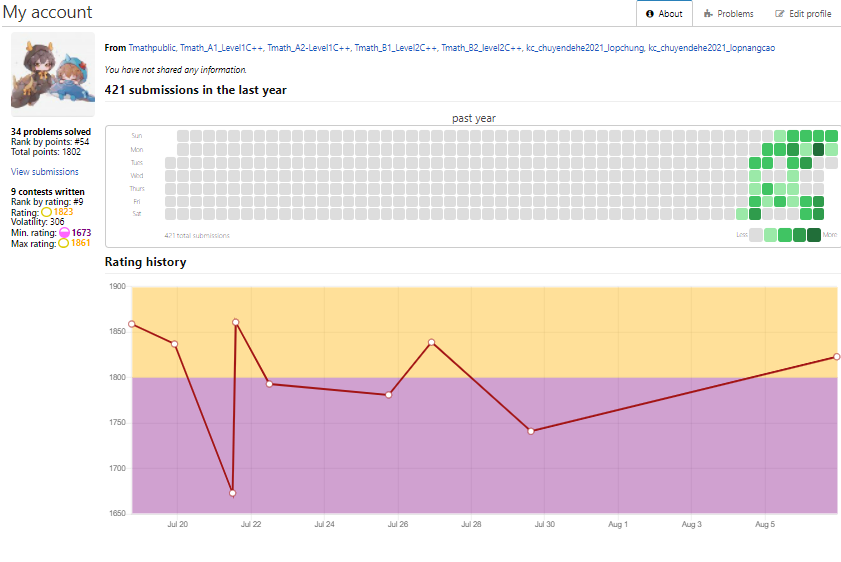 My account
About
Problems
Edit profile
From Tmathpublic, Tmath_A1_Level1C++, Tmath_A2-Level1C++, Tmath_B1_Level2C++, Tmath_B2_level2C++, kc_chuyendehe2021_lopchung, kc_chuyendehe2021_lopnangcao
You have not shared any information.
421 submissions in the last year
34 problems solved
Rank by points: #54
Total points: 1802
View submissions
9 contests written
Rank by rating: #9
Rating: 1823
Volatility: 306
Min. rating: 1673
Max rating: 1861
past year
Sun
Mon
Tues
Wed
Thurs
Fri
Sat
421 total submissions
Less
More
Rating history
1900
1850
1800
1750
1700
1650
Jul 20
Jul 22
Jul 24
Jul 26
Jul 28
Jul 30
Aug 1
Aug 3
Aug 5